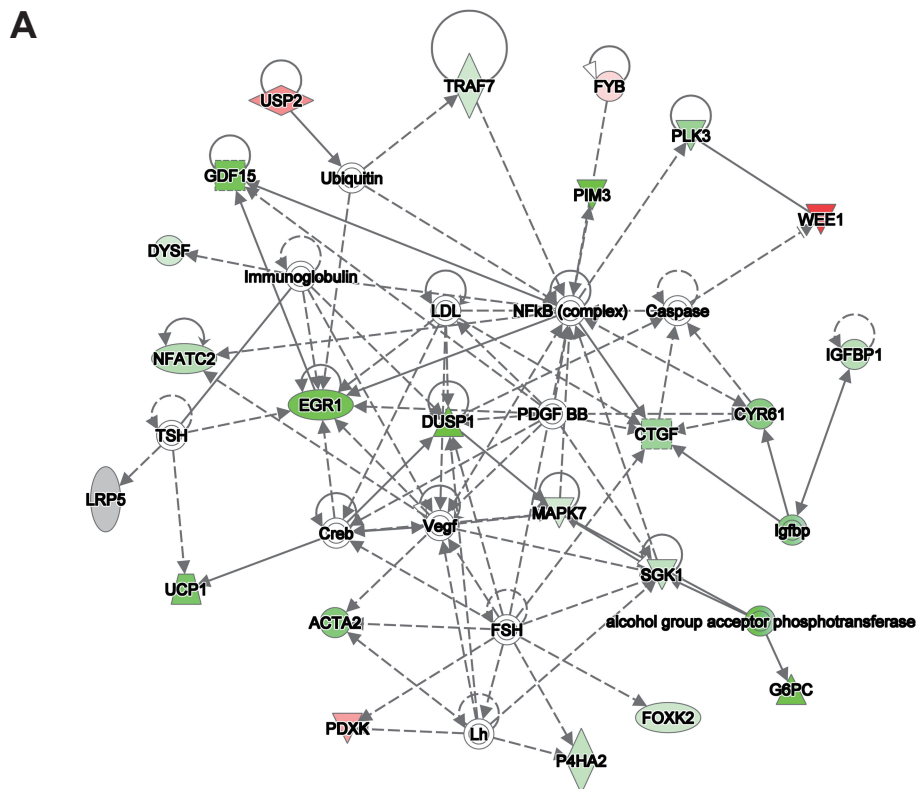 A
TRAF7
FYB
USP2
PLK3
GDF15
Ubiquitin
PIM3
WEE1
DYSF
Immunoglobulin
LDL
NFkB (complex)
Caspase
NFATC2
IGFBP1
EGR1
DUSP1
PDGF BB
CYR61
TSH
CTGF
LRP5
MAPK7
Creb
Vegf
Igfbp
SGK1
UCP1
ACTA2
FSH
alcohol group acceptor phosphotransferase
G6PC
FOXK2
PDXK
Lh
P4HA2